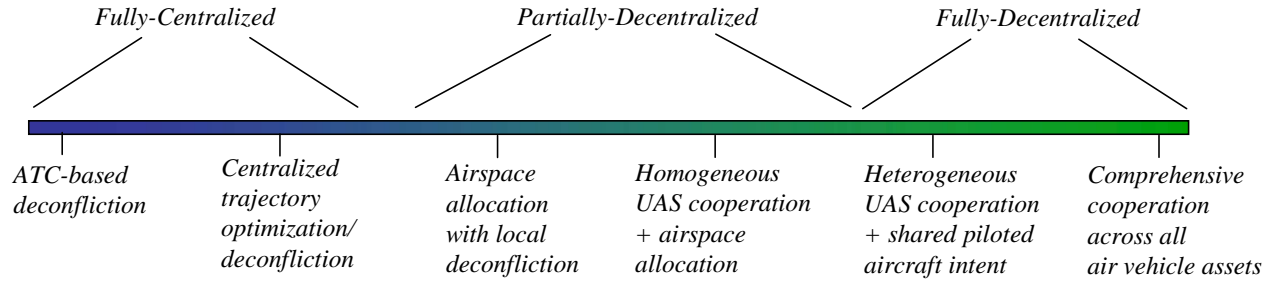 Fully-Centralized
Partially-Decentralized
Fully-Decentralized
ATC-based
deconfliction
Centralized
trajectory
optimization/
deconfliction
Airspace
allocation
with local
deconfliction
Homogeneous
UAS cooperation
+ airspace
allocation
Heterogeneous
UAS cooperation
+ shared piloted
aircraft intent
Comprehensive
cooperation
across all
air vehicle assets